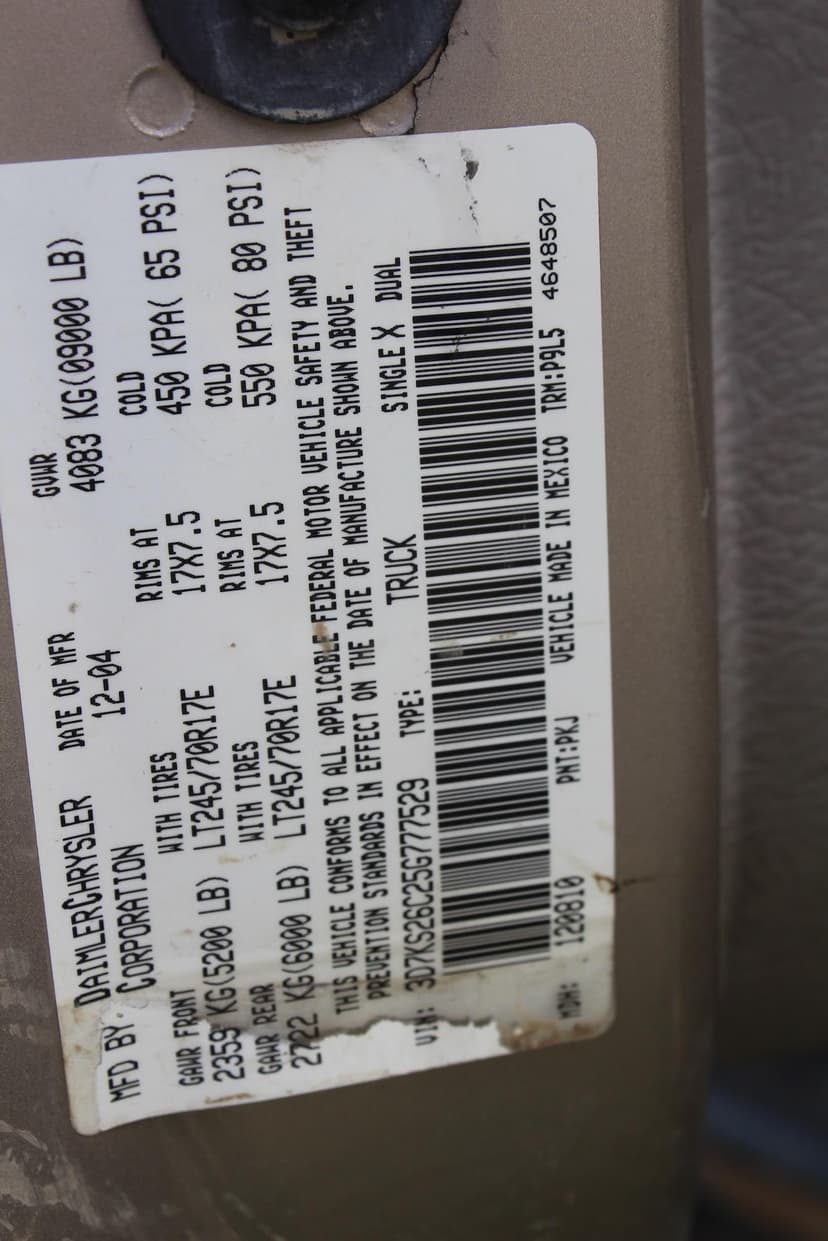 MFD BY: DAIMLERCHRYSLER DATE OF MFR GVWR
CORPORATION 12-04 4083 KG(09000 LB)
GAWR FRONT WITH TIRES RIMS AT COLD
2359 KG(5200 LB) LT245/70R17E 17X7.5 450 KPA( 65 PSI)
GAWR REAR WITH TIRES RIMS AT COLD
2722 KG(6000 LB) LT245/70R17E 17X7.5 550 KPA( 80 PSI)
THIS VEHICLE CONFORMS TO ALL APPLICABLE FEDERAL MOTOR VEHICLE SAFETY AND THEFT
PREVENTION STANDARDS IN EFFECT ON THE DATE OF MANUFACTURE SHOWN ABOVE.
VIN: 3D7KS26C25G777529 TYPE: TRUCK SINGLE X DUAL
MDH: 120810 PNT:PKJ VEHICLE MADE IN MEXICO TRM:P9L5 4648507